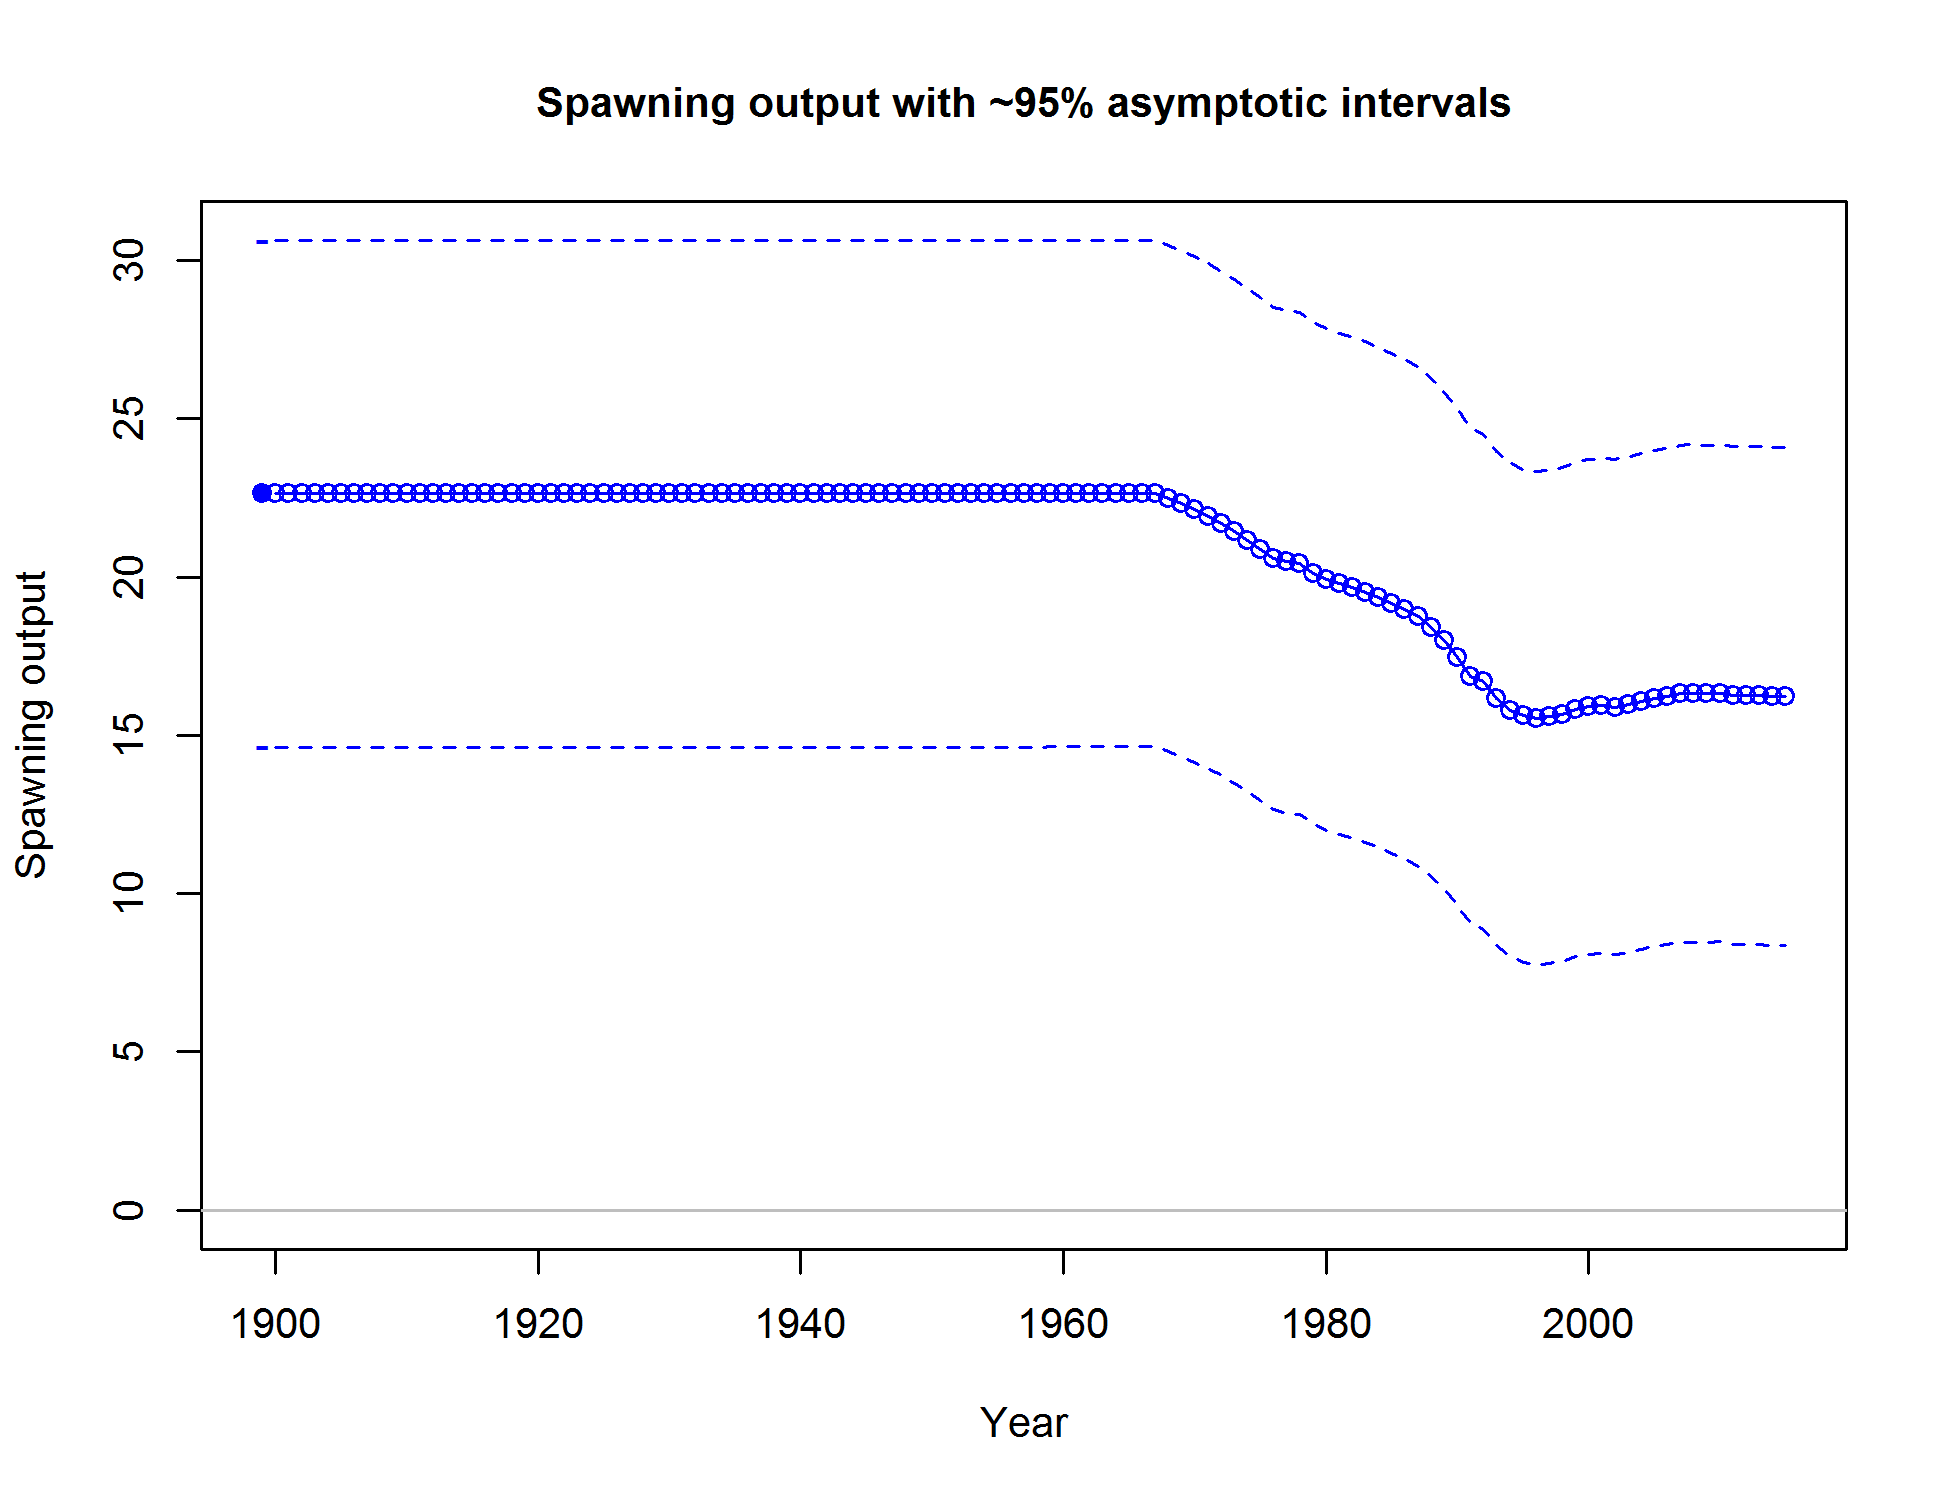 Spawning output with ~95% asymptotic intervals
Spawning output
30
25
20
15
10
5
0
1900 1920 1940 1960 1980 2000
Year